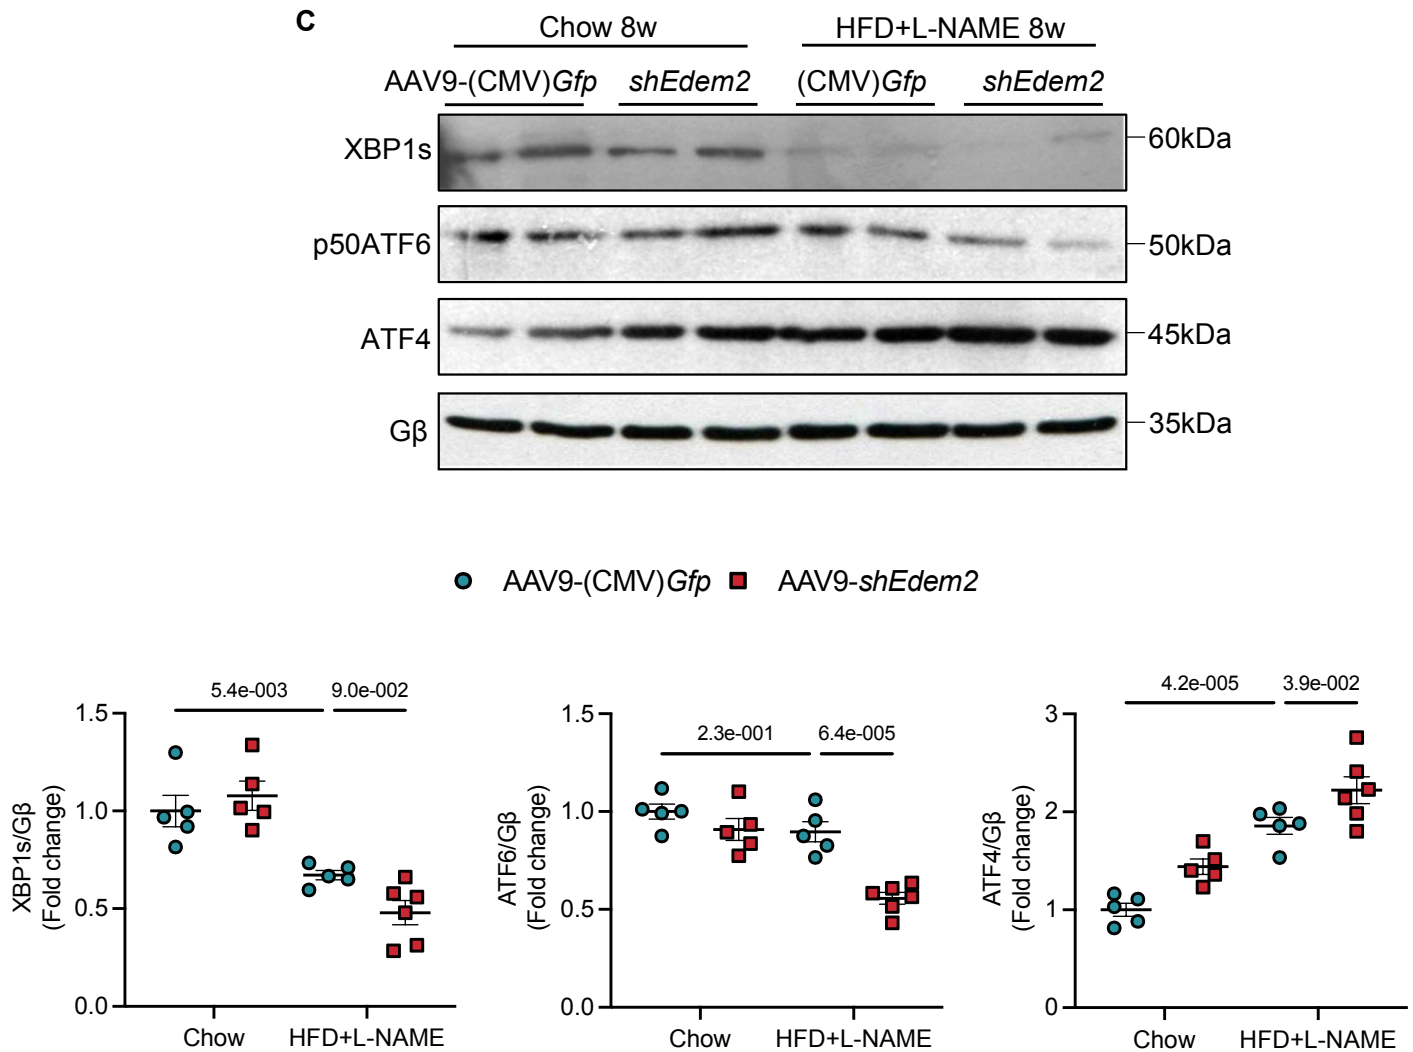 C
Chow 8w
HFD+L-NAME 8w
AAV9-(CMV)Gfp
shEdem2
(CMV)Gfp
shEdem2
XBP1s
60kDa
p50ATF6
50kDa
ATF4
45kDa
Gβ
35kDa
AAV9-(CMV)Gfp
AAV9-shEdem2
5.4e-003
9.0e-002
1.5
1.0
0.5
0.0
XBP1s/Gβ
(Fold change)
Chow
HFD+L-NAME
2.3e-001
6.4e-005
1.5
1.0
0.5
0.0
ATF6/Gβ
(Fold change)
Chow
HFD+L-NAME
4.2e-005
3.9e-002
3
2
1
0
ATF4/Gβ
(Fold change)
Chow
HFD+L-NAME